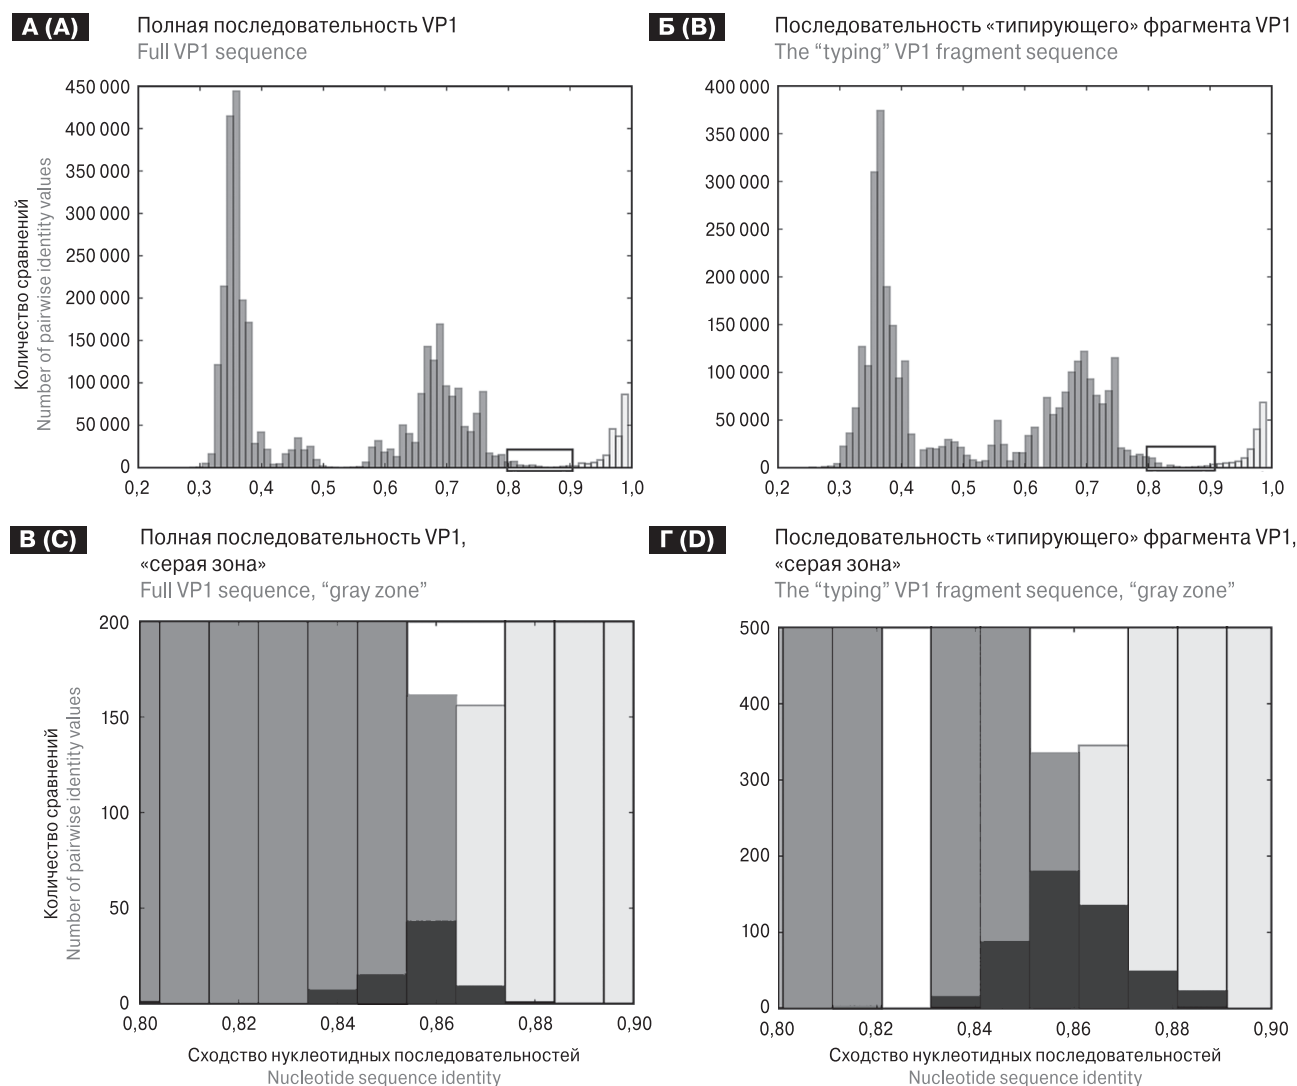 А (A)
Полная последовательность VP1
Full VP1 sequence
Количество сравнений
Number of pairwise identity values
450 000
400 000
350 000
300 000
250 000
200 000
150 000
100 000
50 000
0
0,2 0,3 0,4 0,5 0,6 0,7 0,8 0,9 1,0
Б (B)
Последовательность «типирующего» фрагмента VP1
The “typing” VP1 fragment sequence
400 000
350 000
300 000
250 000
200 000
150 000
100 000
50 000
0
0,2 0,3 0,4 0,5 0,6 0,7 0,8 0,9 1,0
В (C)
Полная последовательность VP1,
«серая зона»
Full VP1 sequence, “gray zone”
Количество сравнений
Number of pairwise identity values
200
150
100
50
0
0,80 0,82 0,84 0,86 0,88 0,90
Сходство нуклеотидных последовательностей
Nucleotide sequence identity
Г (D)
Последовательность «типирующего» фрагмента VP1,
«серая зона»
The “typing” VP1 fragment sequence, “gray zone”
500
400
300
200
100
0
0,80 0,82 0,84 0,86 0,88 0,90
Сходство нуклеотидных последовательностей
Nucleotide sequence identity